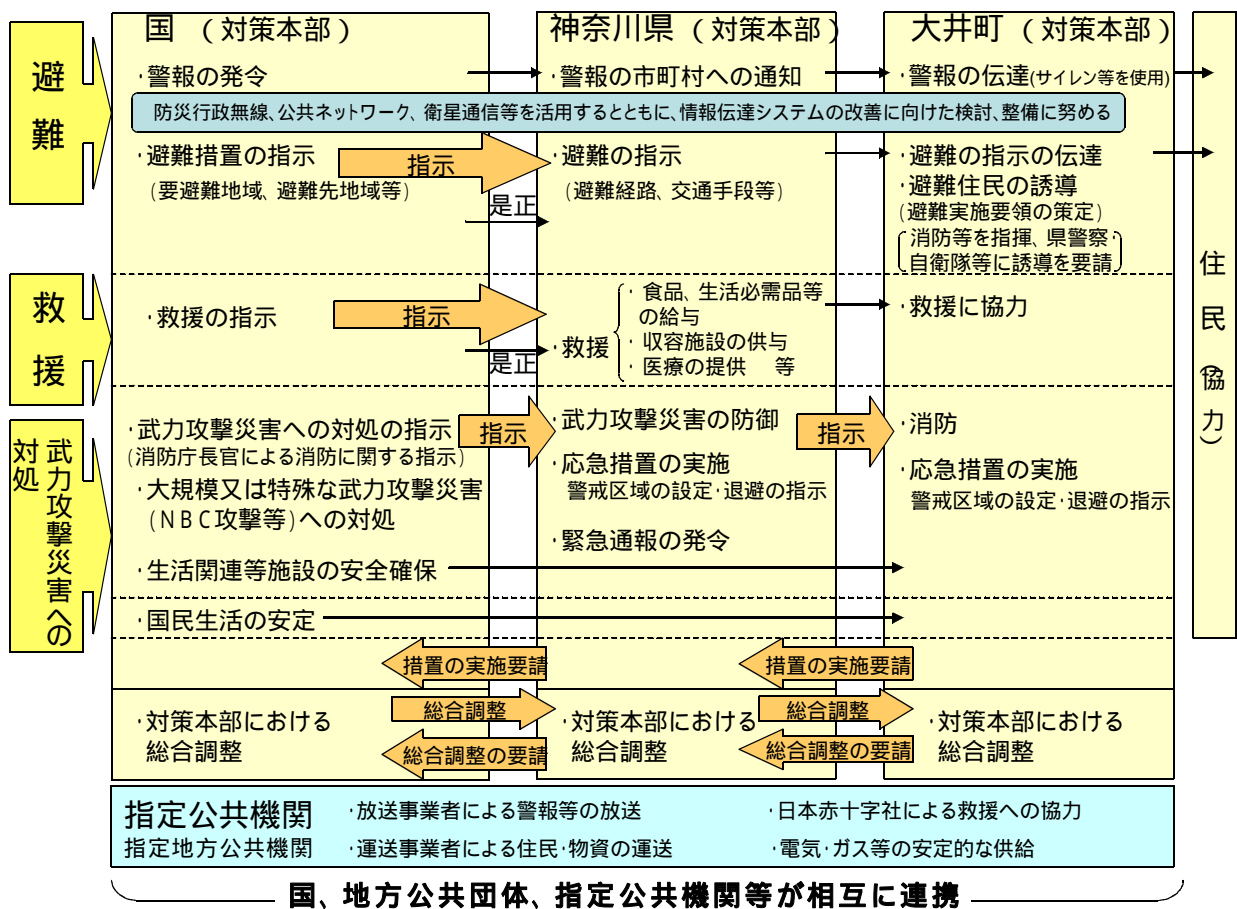 避難
国 （対策本部）
神奈川県（対策本部）
大井町（対策本部）
･警報の発令
･警報の市町村への通知
･警報の伝達(サイレン等を使用)
防災行政無線、公共ネットワーク、衛星通信等を活用するとともに、情報伝達システムの改善に向けた検討、整備に努める
･避難措置の指示
(要避難地域、避難先地域等)
指示
是正
･避難の指示
(避難経路、交通手段等)
･避難の指示の伝達
･避難住民の誘導
(避難実施要領の策定)
消防等を指揮、県警察･
自衛隊等に誘導を要請
住民（協力）
救援
･救援の指示
指示
是正
･救援
･食品、生活必需品等
の給与
･収容施設の供与
･医療の提供 等
･救援に協力
武力攻撃災害への
対処
･武力攻撃災害への対処の指示
(消防庁長官による消防に関する指示)
･大規模又は特殊な武力攻撃災害
(NBC攻撃等)への対処
指示
･武力攻撃災害の防御
･応急措置の実施
警戒区域の設定･退避の指示
･緊急通報の発令
指示
･消防
･応急措置の実施
警戒区域の設定･退避の指示
･生活関連等施設の安全確保
･国民生活の安定
措置の実施要請
措置の実施要請
･対策本部における
総合調整
総合調整
総合調整の要請
･対策本部における
総合調整
総合調整
総合調整の要請
･対策本部における
総合調整
指定公共機関
指定地方公共機関
･放送事業者による警報等の放送
･日本赤十字社による救援への協力
･運送事業者による住民･物資の運送
･電気･ガス等の安定的な供給
国、地方公共団体、指定公共機関等が相互に連携